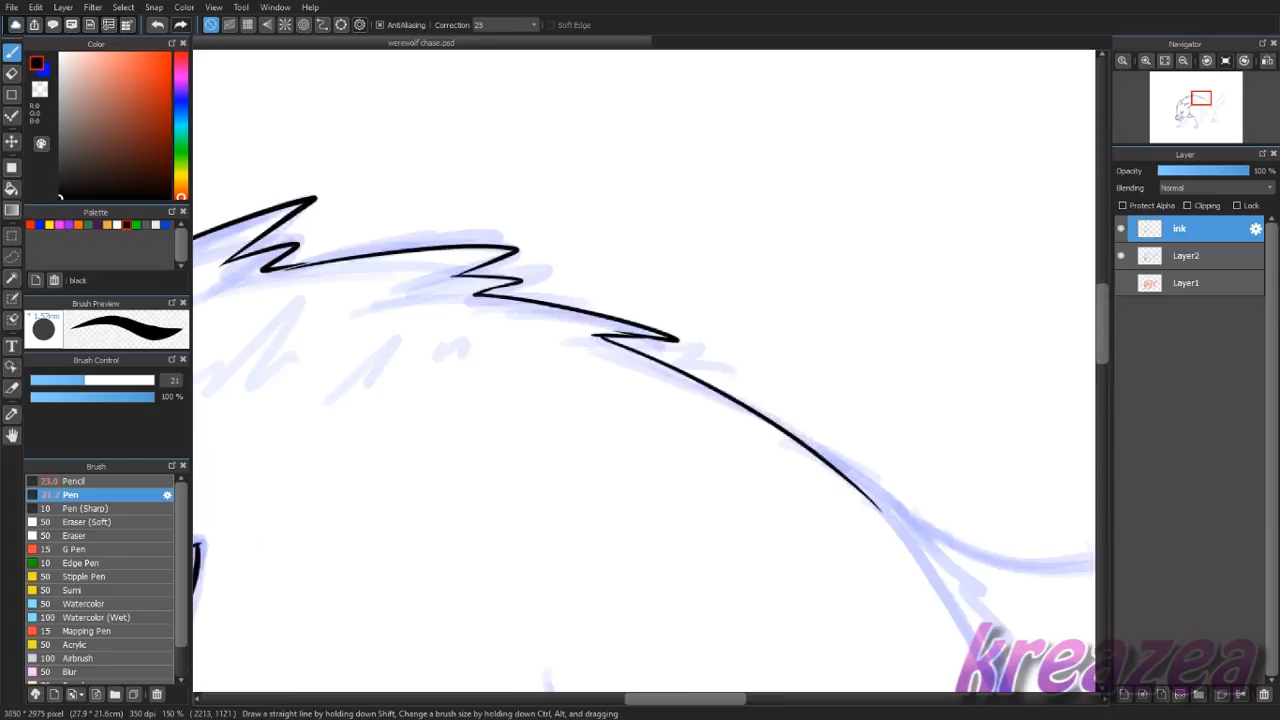 File Edit Layer Filter Select Snap Color View Tool Window Help
AntiAliasing Correction 25 Soft Edge
werewolf chase.psd
Color
R:0
G:0
B:0
Palette
black
Brush Preview
* 1.52mm
Brush Control
21
100 %
Brush
23.0 Pencil
21.7 Pen
10 Pen (Sharp)
50 Eraser (Soft)
50 Eraser
15 G Pen
10 Edge Pen
50 Stipple Pen
50 Sumi
50 Watercolor
100 Watercolor (Wet)
15 Mapping Pen
50 Acrylic
100 Airbrush
50 Blur
Navigator
Layer
Opacity 100 %
Blending Normal
Protect Alpha Clipping Lock
ink
Layer2
Layer1
kreazea
3850 * 2975 pixel (27.9 * 21.6cm) 350 dpi 150 % ( 2213, 1121 ) Draw a straight line by holding down Shift, Change a brush size by holding down Ctrl, Alt, and dragging